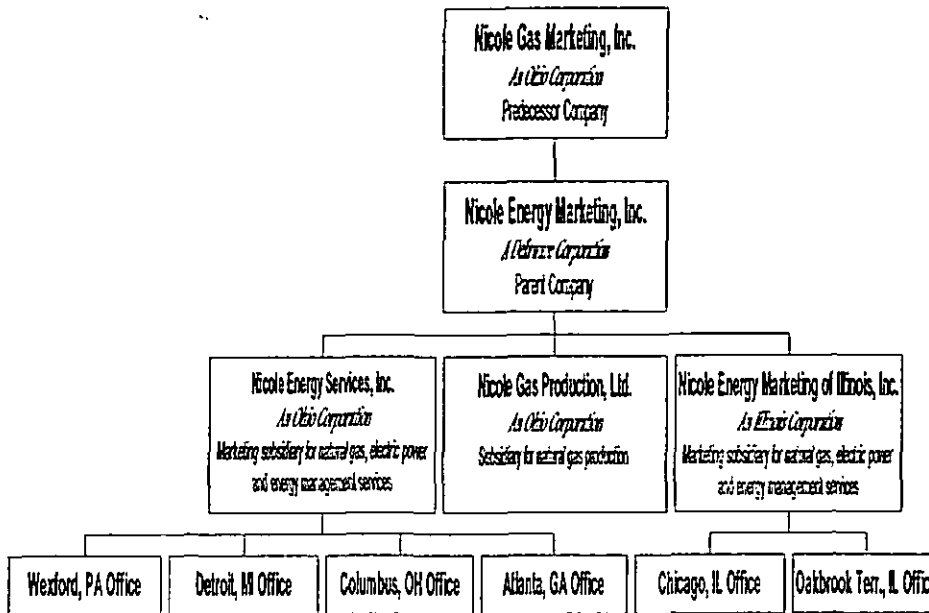 Nicole Gas Marketing, Inc.
An Ohio Corporation
Predecessor Company
Nicole Energy Marketing, Inc.
A Delaware Corporation
Parent Company
Nicole Energy Services, Inc.
An Ohio Corporation
Marketing subsidiary for natural gas, electric power
and energy management services
Nicole Gas Production, Ltd.
An Ohio Corporation
Subsidiary for natural gas production
Nicole Energy Marketing of Illinois, Inc.
An Illinois Corporation
Marketing subsidiary for natural gas, electric power
and energy management services
Wexford, PA Office
Detroit, MI Office
Columbus, OH Office
Atlanta, GA Office
Chicago, IL Office
Oakbrook Terr., IL Offic